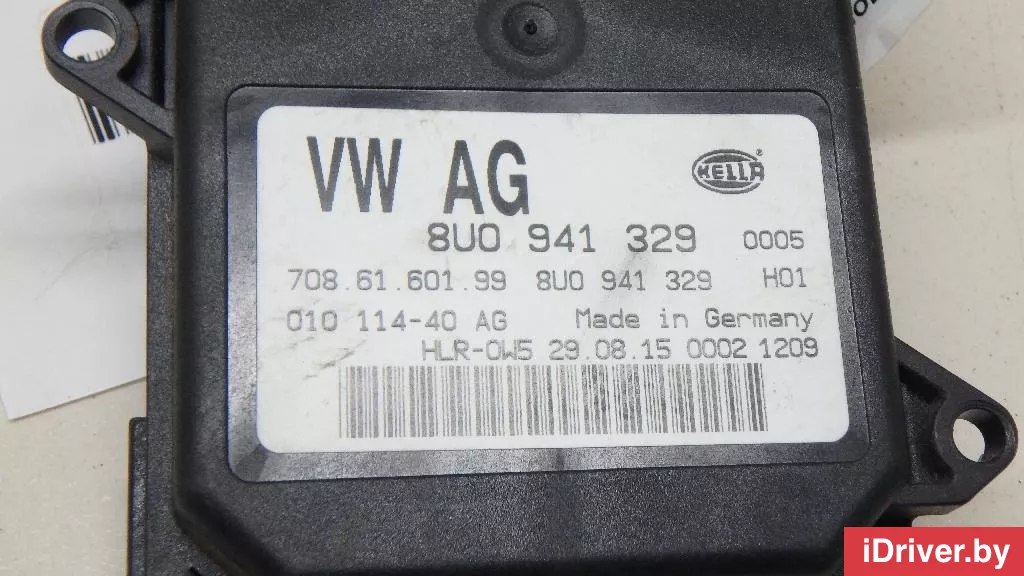 VW AG
HELLA®
8U0 941 329 0005
708.61.601.99 8U0 941 329 H01
010 114-40 AG Made in Germany
HLR-0W5 29.08.15 0002 1209
iDriver.by